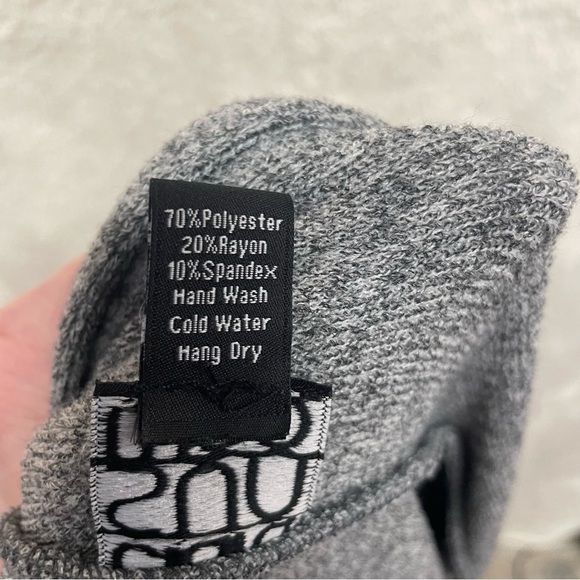 70%Polyester
20%Rayon
10%Spandex
Hand Wash
Cold Water
Hang Dry